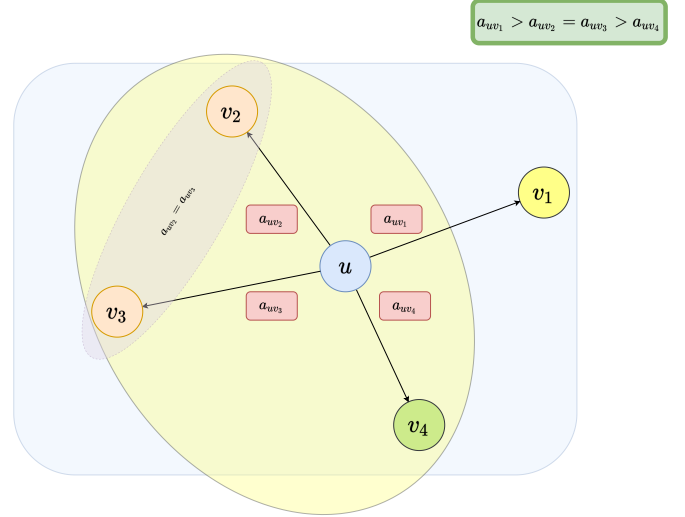 a_{uv_1} > a_{uv_2} = a_{uv_3} > a_{uv_4}
v_2
a_{uv_2} = a_{uv_3}
v_1
a_{uv_2}
a_{uv_1}
u
v_3
a_{uv_3}
a_{uv_4}
v_4